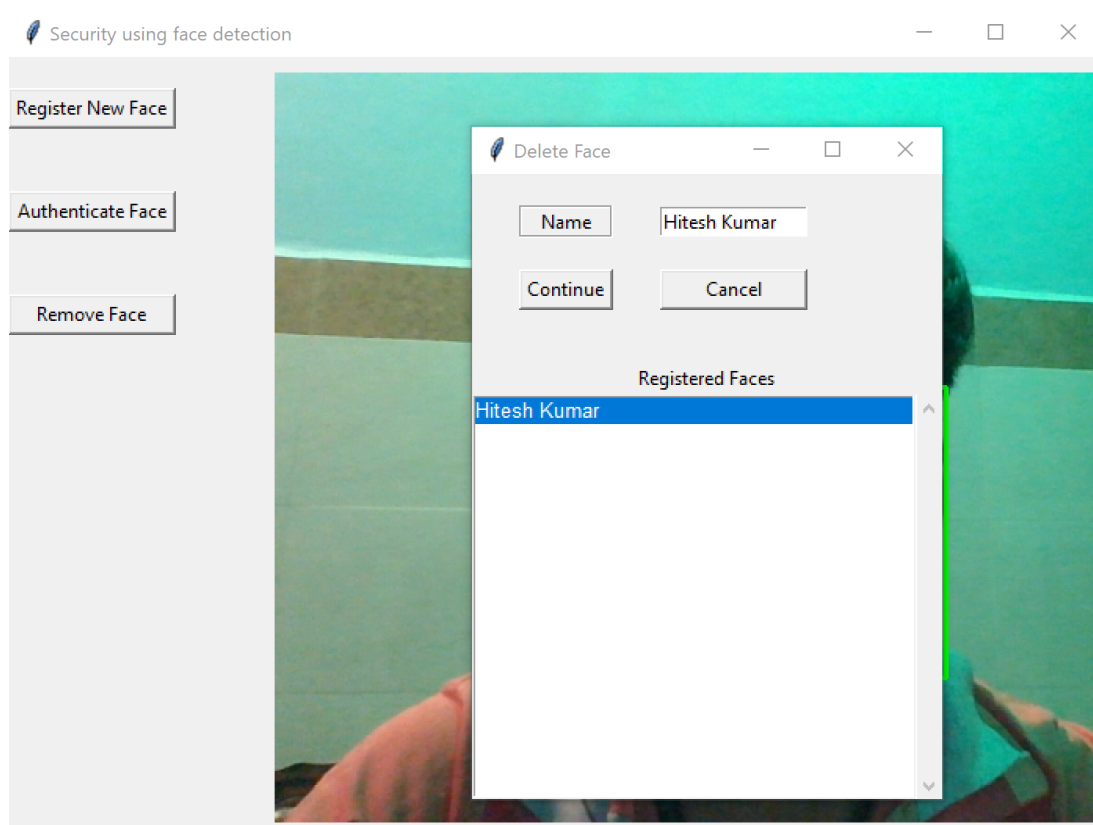 Security using face detection
Register New Face
Authenticate Face
Remove Face
Delete Face
Name
Hitesh Kumar
Continue
Cancel
Registered Faces
Hitesh Kumar